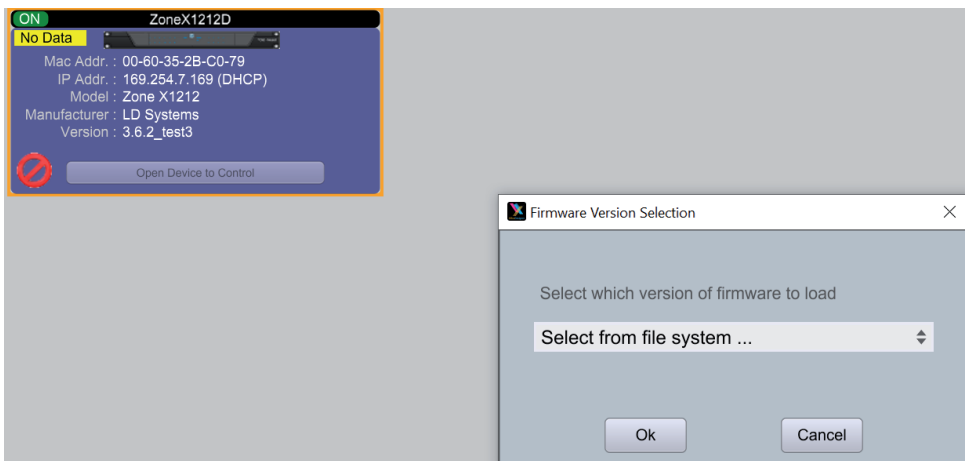 ON
ZoneX1212D
No Data
Mac Addr. : 00-60-35-2B-C0-79
IP Addr. : 169.254.7.169 (DHCP)
Model : Zone X1212
Manufacturer : LD Systems
Version : 3.6.2_test3
Open Device to Control
Firmware Version Selection
Select which version of firmware to load
Select from file system ...
Ok
Cancel